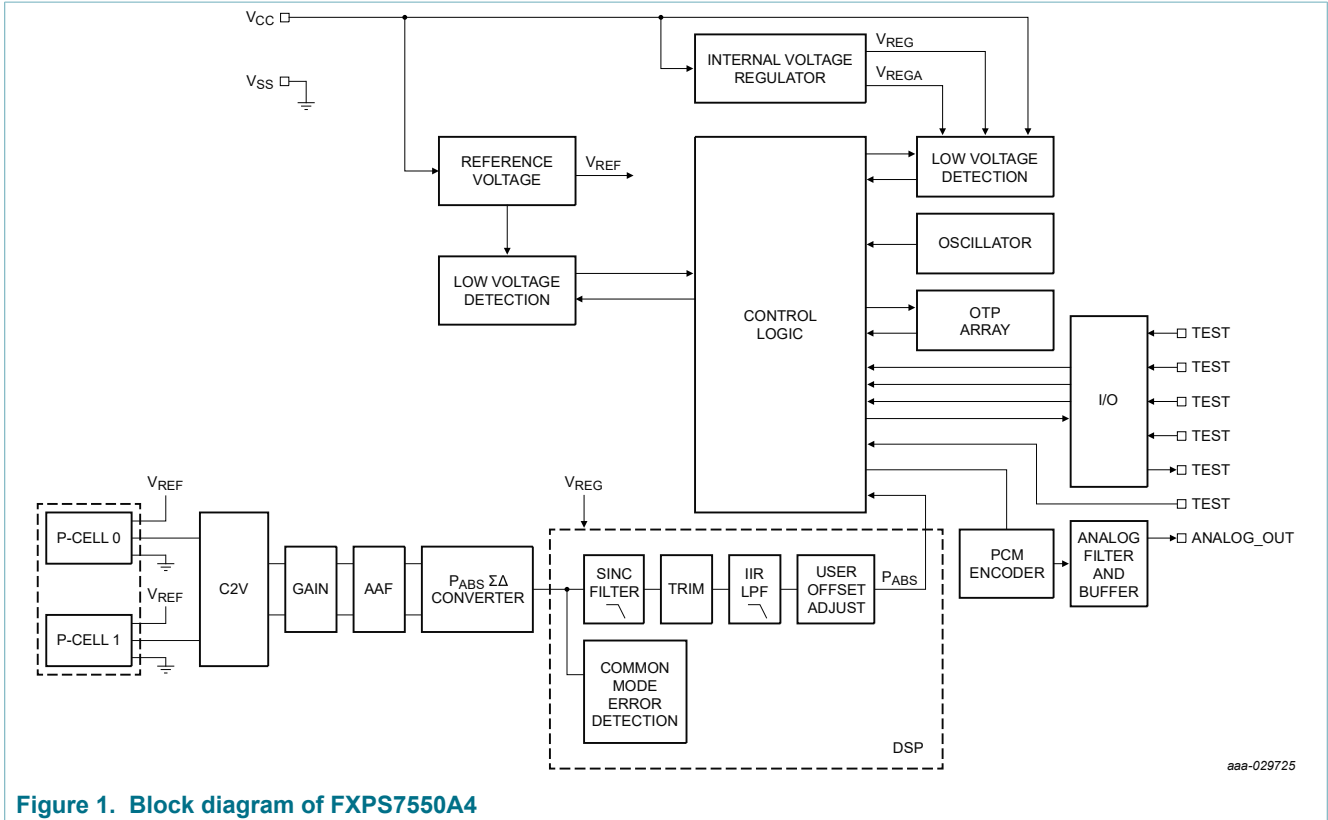 VCC
VSS
INTERNAL VOLTAGE
REGULATOR
VREG
VREGA
REFERENCE
VOLTAGE
VREF
LOW VOLTAGE
DETECTION
LOW VOLTAGE
DETECTION
OSCILLATOR
OTP
ARRAY
CONTROL
LOGIC
I/O
TEST
TEST
TEST
TEST
TEST
TEST
VREF
P-CELL 0
VREF
P-CELL 1
C2V
GAIN
AAF
PABS ΣΔ
CONVERTER
VREG
SINC
FILTER
TRIM
IIR
LPF
USER
OFFSET
ADJUST
PABS
COMMON
MODE
ERROR
DETECTION
DSP
PCM
ENCODER
ANALOG
FILTER
AND
BUFFER
ANALOG_OUT
aaa-029725
Figure 1. Block diagram of FXPS7550A4